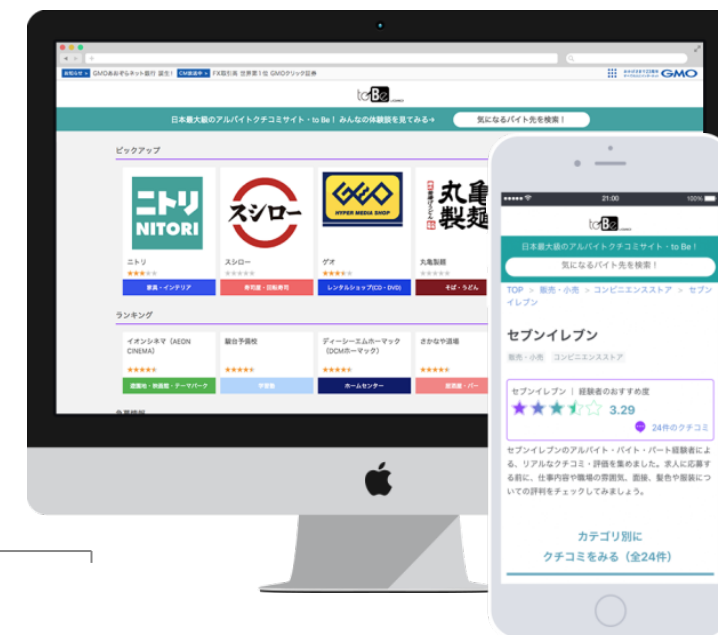 お知らせ > GMOあおぞらネット銀行 誕生! CM放送中 > FX取引高 世界第1位 GMOクリック証券
GMO
to Be
日本最大級のアルバイトクチコミサイト・to Be！みんなの体験談を見てみる→ 気になるバイト先を検索！
ピックアップ
ニトリ
NITORI
スシロー
GEO
HYPER MEDIA SHOP
丸亀
製麺
ニトリ
スシロー
ゲオ
丸亀製麺
家具・インテリア
寿司屋・回転寿司
レンタルショップ(CD・DVD)
そば・うどん
ランキング
イオンシネマ (AEON
CINEMA)
駿台予備校
ディーシーエムホーマック
(DCMホーマック)
さかなや道場
遊園地・映画館・テーマパーク
学習塾
ホームセンター
居酒屋・バー
21:00
100%
to Be
日本最大級のアルバイトクチコミサイト・to Be！
気になるバイト先を検索！
TOP > 販売・小売 > コンビニエンスストア > セブン
イレブン
セブンイレブン
販売・小売 コンビニエンスストア
セブンイレブン | 経験者のおすすめ度
3.29
24件のクチコミ
セブンイレブンのアルバイト・バイト・パート経験者によ
る、リアルなクチコミ・評価を集めました。求人に応募す
る前に、仕事内容や職場の雰囲気、面接、髪色や服装につ
いての評判をチェックしてみましょう。
カテゴリ別に
クチコミをみる（全24件）